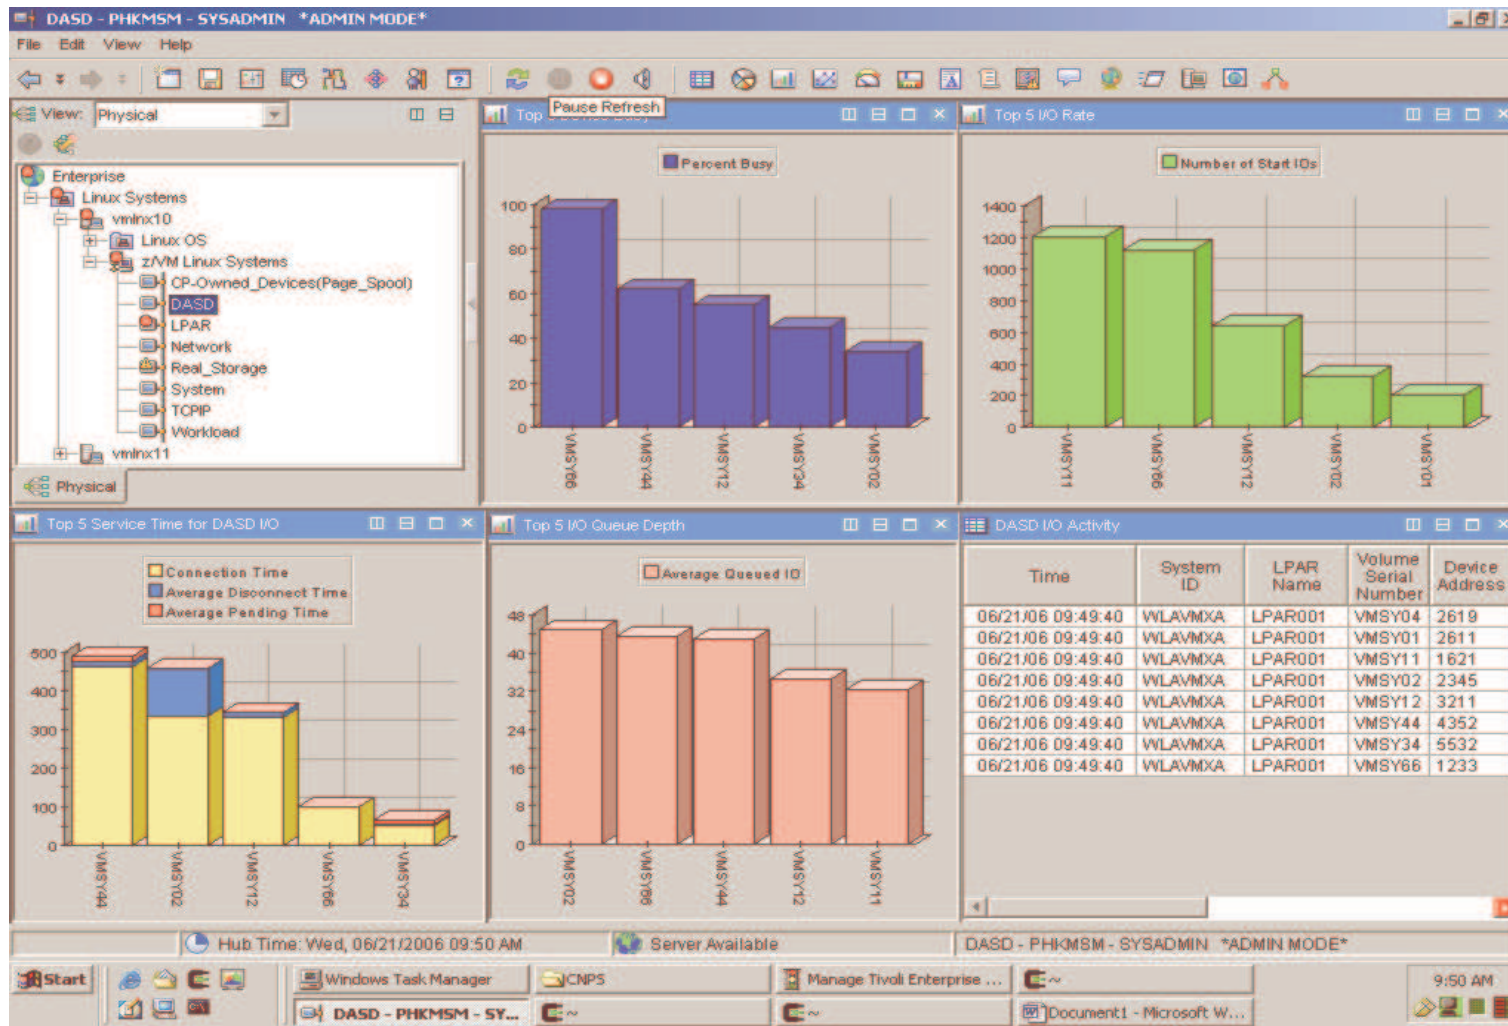 DASD - PHKMSM - SYSADMIN *ADMIN MODE*
File Edit View Help
Pause Refresh
View: Physical
Enterprise
Linux Systems
vmlnx10
Linux OS
z/VM Linux Systems
CP-Owned_Devices(Page_Spool)
DASD
LPAR
Network
Real_Storage
System
TCPIP
Workload
vmlnx11
Physical
Top 5
Percent Busy
100
80
60
40
20
0
VMSY66
VMSY44
VMSY12
VMSY34
VMSY02
Top 5 I/O Rate
Number of Start IOs
1400
1200
1000
800
600
400
200
0
VMSY11
VMSY66
VMSY12
VMSY02
VMSY01
Top 5 Service Time for DASD I/O
Connection Time
Average Disconnect Time
Average Pending Time
500
400
300
200
100
0
VMSY44
VMSY02
VMSY12
VMSY66
VMSY34
Top 5 I/O Queue Depth
Average Queued IO
48
40
32
24
16
8
0
VMSY02
VMSY66
VMSY44
VMSY12
VMSY11
DASD I/O Activity
Time System ID LPAR Name Volume Serial Number Device Address
06/21/06 09:49:40 WLAVMXA LPAR001 VMSY04 2619
06/21/06 09:49:40 WLAVMXA LPAR001 VMSY01 2611
06/21/06 09:49:40 WLAVMXA LPAR001 VMSY11 1621
06/21/06 09:49:40 WLAVMXA LPAR001 VMSY02 2345
06/21/06 09:49:40 WLAVMXA LPAR001 VMSY12 3211
06/21/06 09:49:40 WLAVMXA LPAR001 VMSY44 4352
06/21/06 09:49:40 WLAVMXA LPAR001 VMSY34 5532
06/21/06 09:49:40 WLAVMXA LPAR001 VMSY66 1233
Hub Time: Wed, 06/21/2006 09:50 AM
Server Available
DASD - PHKMSM - SYSADMIN *ADMIN MODE*
Start
Windows Task Manager
CNPS
Manage Tivoli Enterprise ...
~
9:50 AM
DASD - PHKMSM - SY...
~
~
Document1 - Microsoft W...